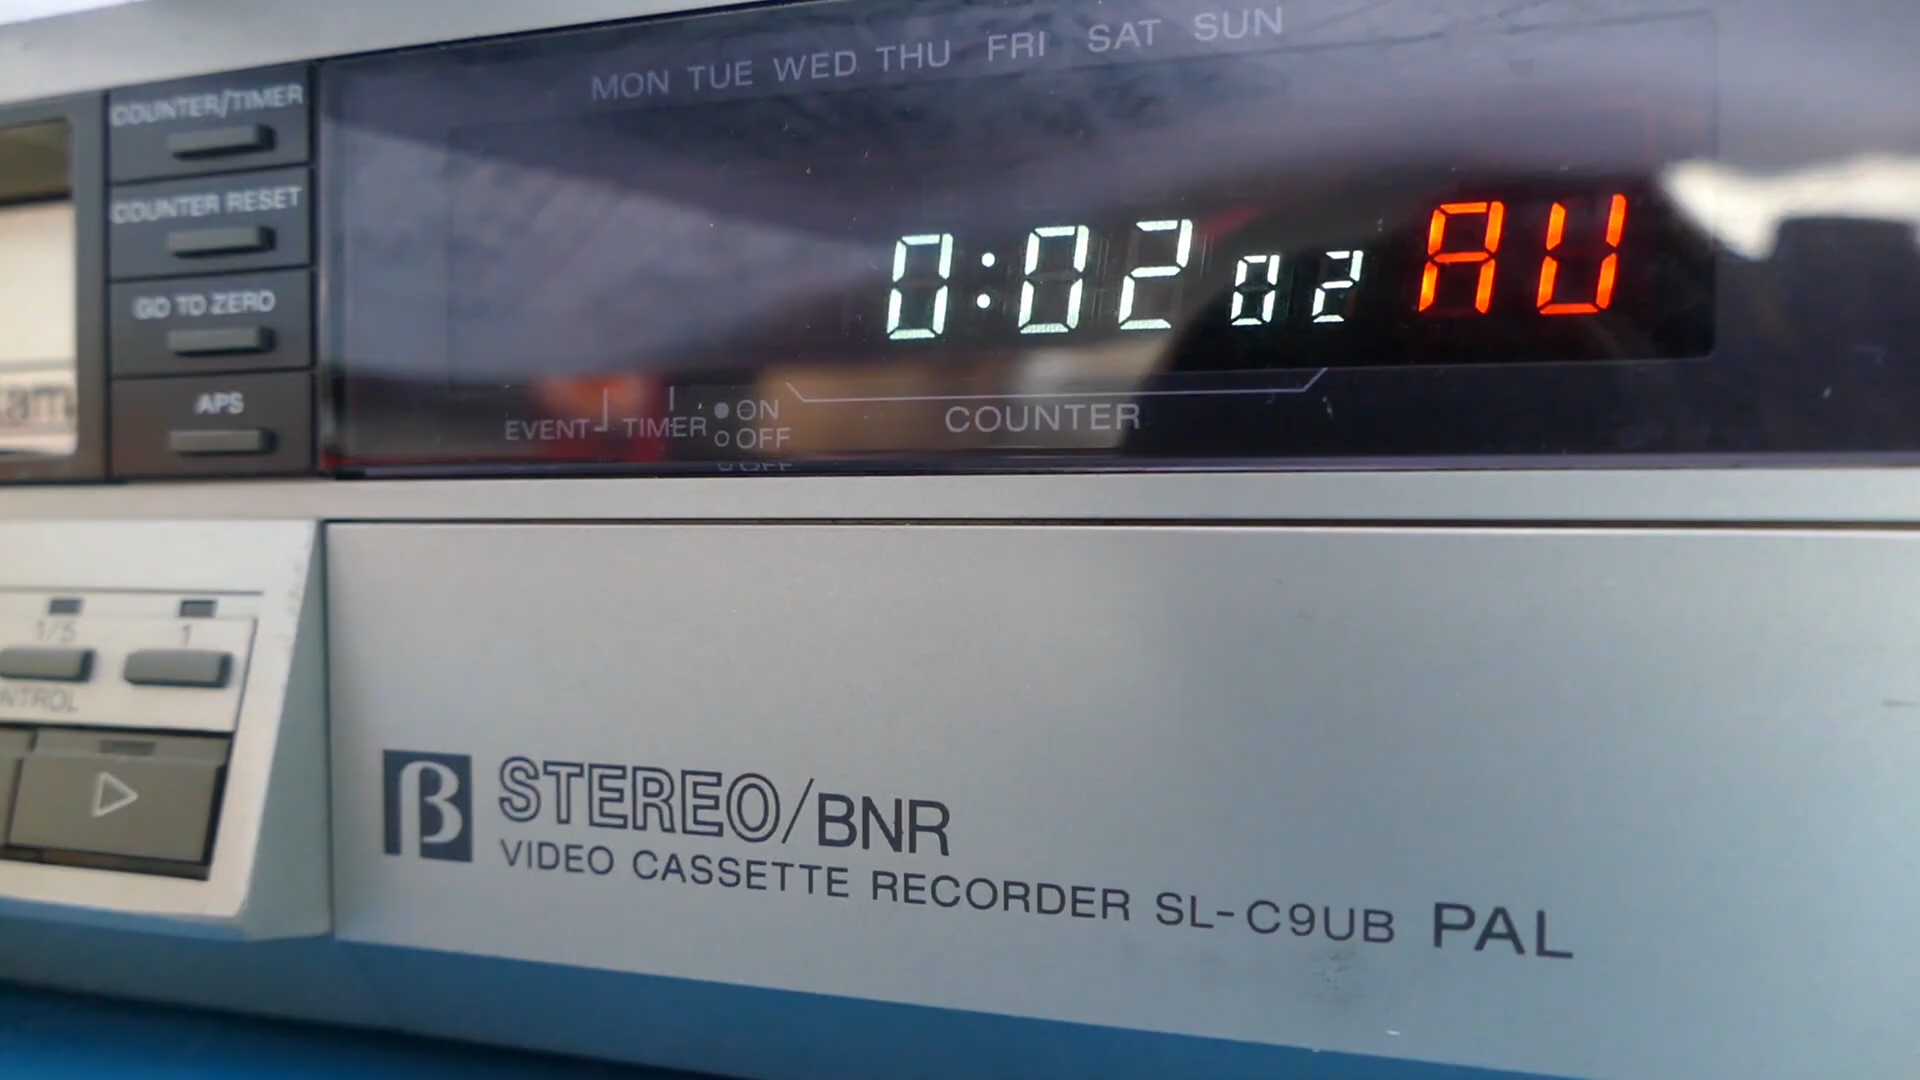 MON TUE WED THU FRI SAT SUN
COUNTER/TIMER
COUNTER RESET
GO TO ZERO
APS
0:02 02 AU
EVENT TIMER ON
OFF
COUNTER
1/5 1
β STEREO/BNR
VIDEO CASSETTE RECORDER SL-C9UB PAL